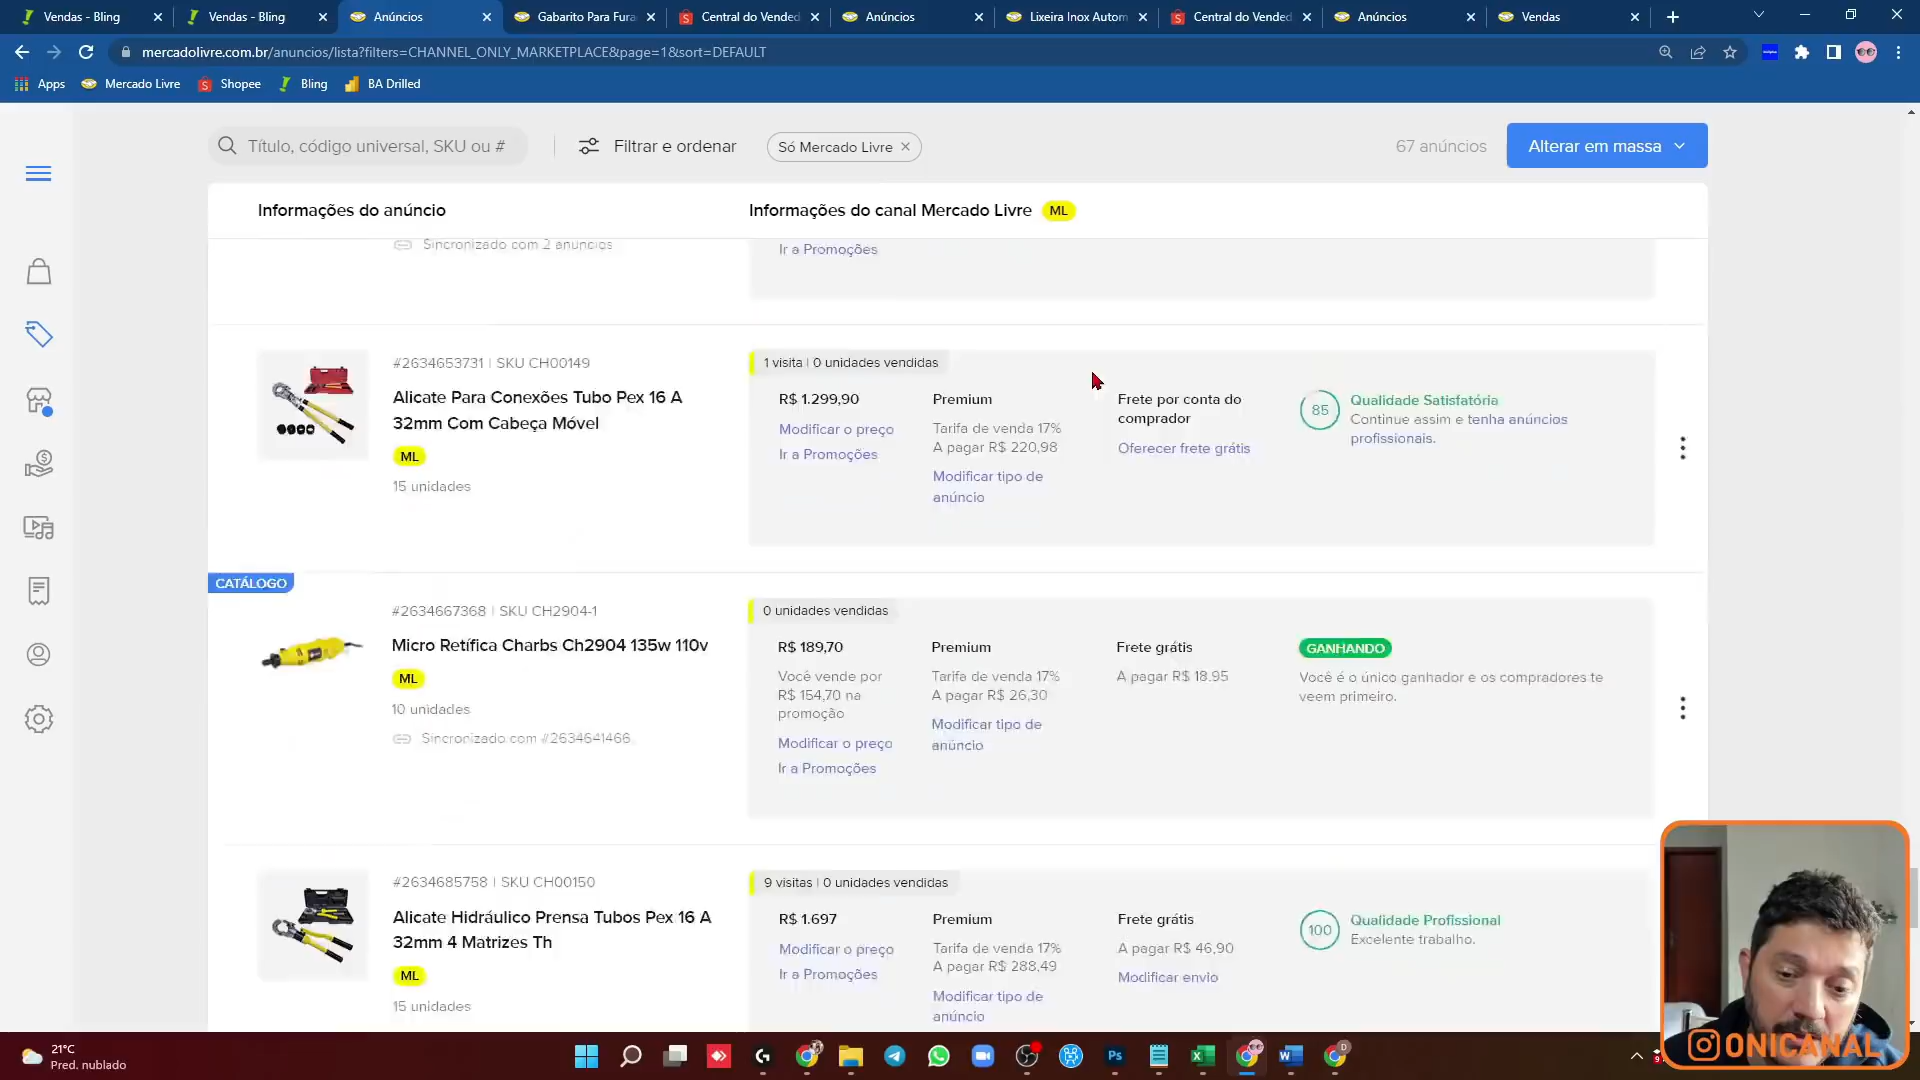 Vendas - Bling
Vendas - Bling
Anúncios
Gabarito Para Fura
Central do Vended
Anúncios
Lixeira Inox Autom
Central do Vended
Anúncios
Vendas
mercadolivre.com.br/anuncios/lista?filters=CHANNEL_ONLY_MARKETPLACE&page=1&sort=DEFAULT
Apps
Mercado Livre
Shopee
Bling
BA Drilled
Título, código universal, SKU ou #
Filtrar e ordenar
Só Mercado Livre
67 anúncios
Alterar em massa
Informações do anúncio
Informações do canal Mercado Livre ML
Sincronizado com 2 anúncios
Ir a Promoções
#2634653731 | SKU CH00149
Alicate Para Conexões Tubo Pex 16 A
32mm Com Cabeça Móvel
ML
15 unidades
1 visita | 0 unidades vendidas
R$ 1.299,90
Modificar o preço
Ir a Promoções
Premium
Tarifa de venda 17%
A pagar R$ 220,98
Modificar tipo de
anúncio
Frete por conta do
comprador
Oferecer frete grátis
85
Qualidade Satisfatória
Continue assim e tenha anúncios
profissionais.
CATÁLOGO
#2634667368 | SKU CH2904-1
Micro Retífica Charbs Ch2904 135w 110v
ML
10 unidades
Sincronizado com #2634641466
0 unidades vendidas
R$ 189,70
Você vende por
R$ 154,70 na
promoção
Modificar o preço
Ir a Promoções
Premium
Tarifa de venda 17%
A pagar R$ 26,30
Modificar tipo de
anúncio
Frete grátis
A pagar R$ 18,95
GANHANDO
Você é o único ganhador e os compradores te
veem primeiro.
#2634685758 | SKU CH00150
Alicate Hidráulico Prensa Tubos Pex 16 A
32mm 4 Matrizes Th
ML
15 unidades
9 visitas | 0 unidades vendidas
R$ 1.697
Modificar o preço
Ir a Promoções
Premium
Tarifa de venda 17%
A pagar R$ 288,49
Modificar tipo de
anúncio
Frete grátis
A pagar R$ 46,90
Modificar envio
100
Qualidade Profissional
Excelente trabalho.
ONICANAL
21°C
Pred. nublado